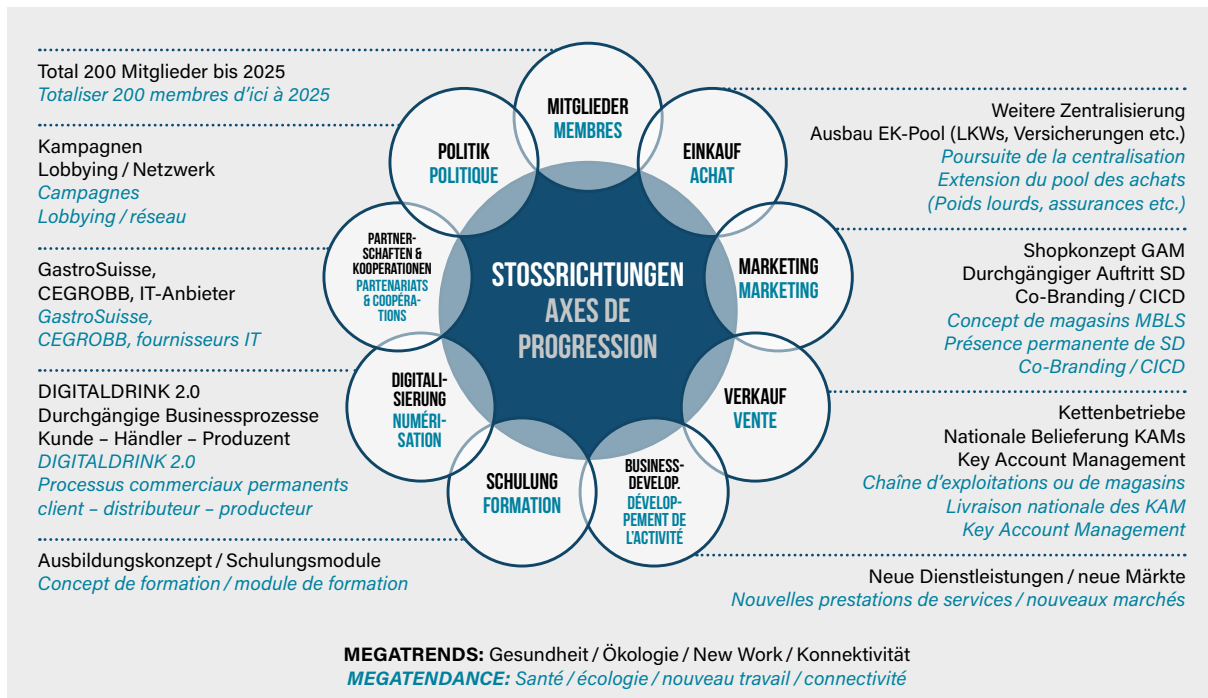 Total 200 Mitglieder bis 2025
Totaliser 200 membres d'ici à 2025
Kampagnen
Lobbying / Netzwerk
Campagnes
Lobbying / réseau
GastroSuisse,
CEGROBB, IT-Anbieter
GastroSuisse,
CEGROBB, fournisseurs IT
DIGITALDRINK 2.0
Durchgängige Businessprozesse
Kunde – Händler – Produzent
DIGITALDRINK 2.0
Processus commerciaux permanents
client – distributeur – producteur
Ausbildungskonzept / Schulungsmodule
Concept de formation / module de formation
MITGLIEDER
MEMBRES
EINKAUF
ACHAT
MARKETING
MARKETING
VERKAUF
VENTE
BUSINESS-
DEVELOP.
DÉVELOP-
PEMENT DE
L'ACTIVITÉ
SCHULUNG
FORMATION
DIGITALI-
SIERUNG
NUMÉRI-
SATION
PARTNER-
SCHAFTEN &
KOOPERATIONEN
PARTENARIATS
& COOPÉRA-
TIONS
POLITIK
POLITIQUE
STOSSRICHTUNGEN
AXES DE
PROGRESSION
Weitere Zentralisierung
Ausbau EK-Pool (LKWs, Versicherungen etc.)
Poursuite de la centralisation
Extension du pool des achats
(Poids lourds, assurances etc.)
Shopkonzept GAM
Durchgängiger Auftritt SD
Co-Branding / CICD
Concept de magasins MBLS
Présence permanente de SD
Co-Branding / CICD
Kettenbetriebe
Nationale Belieferung KAMs
Key Account Management
Chaîne d'exploitations ou de magasins
Livraison nationale des KAM
Key Account Management
Neue Dienstleistungen / neue Märkte
Nouvelles prestations de services / nouveaux marchés
MEGATRENDS: Gesundheit / Ökologie / New Work / Konnektivität
MEGATENDANCE: Santé / écologie / nouveau travail / connectivité